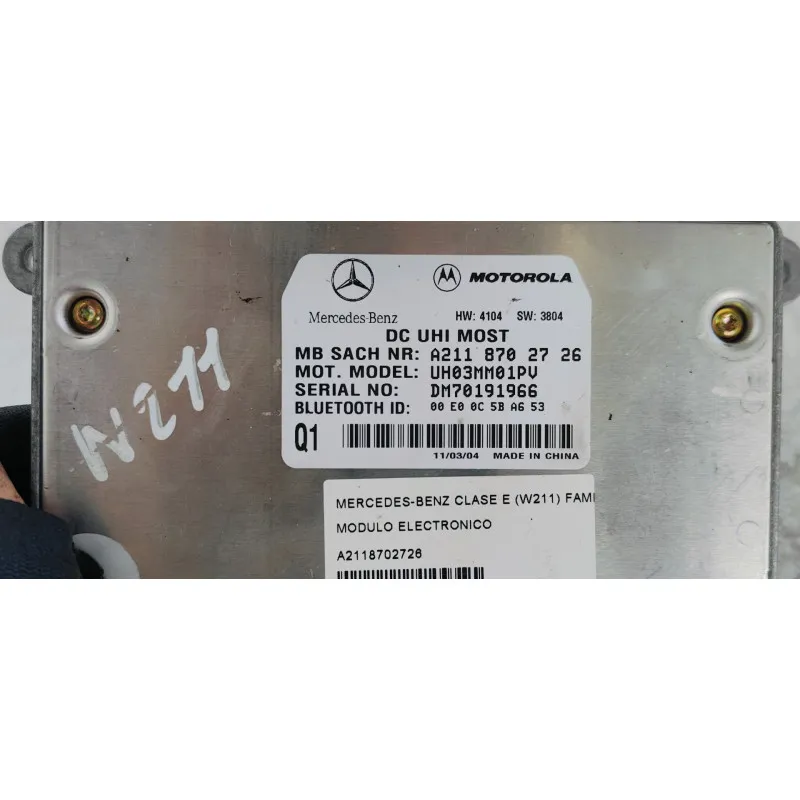 MOTOROLA
Mercedes-Benz HW: 4104 SW: 3804
DC UHI MOST
MB SACH NR: A211 870 27 26
MOT. MODEL: UH03MM01PV
SERIAL NO: DM70191966
BLUETOOTH ID: 00 E0 0C 5B A6 53
Q1
11/03/04 MADE IN CHINA
N211
MERCEDES-BENZ CLASE E (W211) FAMI
MODULO ELECTRONICO
A2118702726